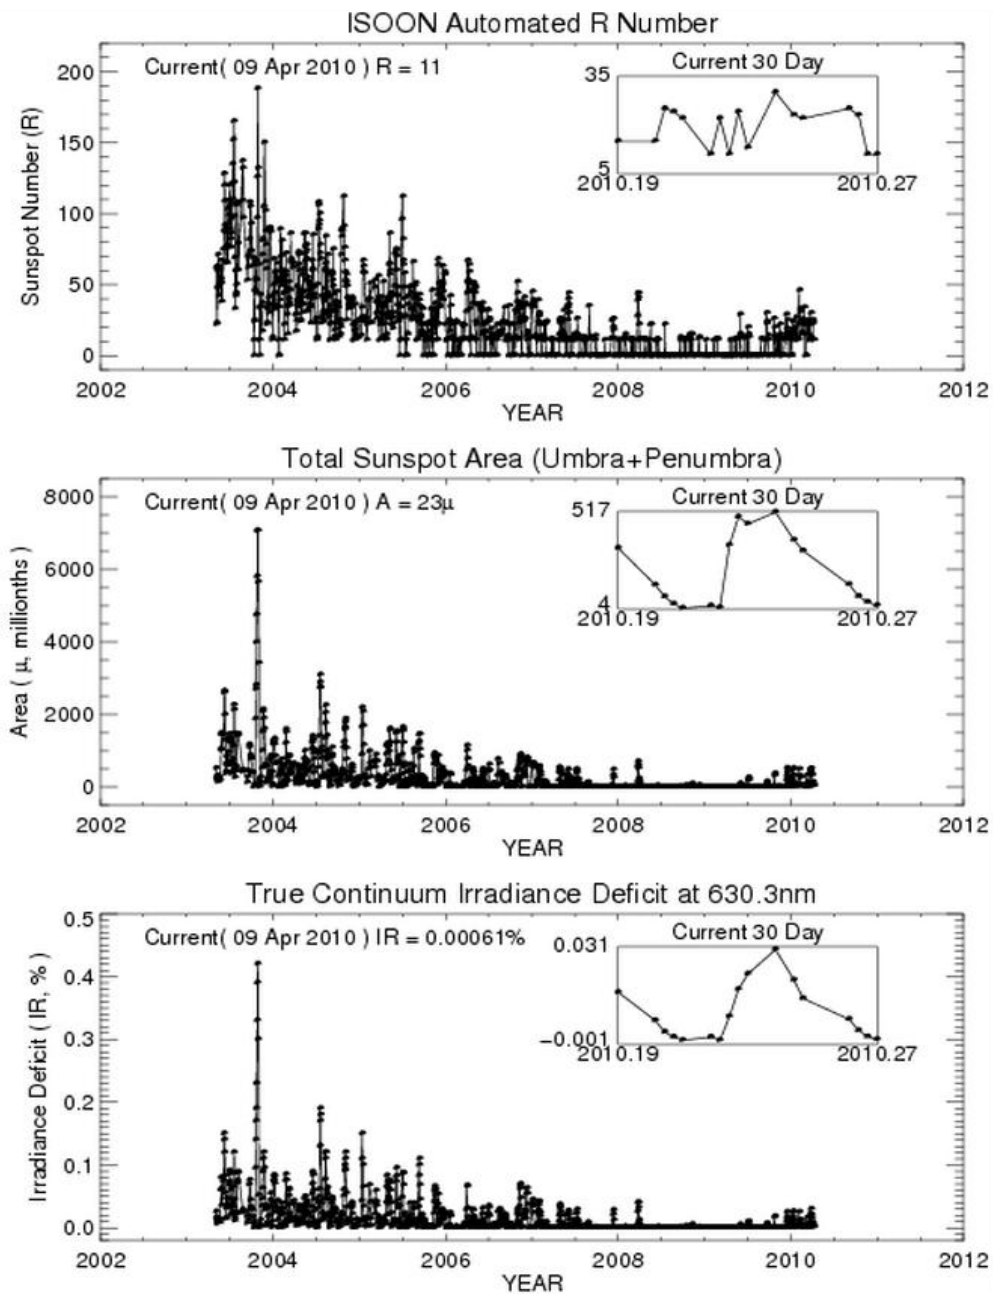 ISOON Automated R Number
Current( 09 Apr 2010 ) R = 11
Current 30 Day
35
5
2010.19 2010.27
Sunspot Number (R)
200
150
100
50
0
2002 2004 2006 2008 2010 2012
YEAR
Total Sunspot Area (Umbra+Penumbra)
Current( 09 Apr 2010 ) A = 23μ
Current 30 Day
517
4
2010.19 2010.27
Area ( μ, millionths )
8000
6000
4000
2000
0
2002 2004 2006 2008 2010 2012
YEAR
True Continuum Irradiance Deficit at 630.3nm
Current( 09 Apr 2010 ) IR = 0.00061%
Current 30 Day
0.031
−0.001
2010.19 2010.27
Irradiance Deficit ( IR, % )
0.5
0.4
0.3
0.2
0.1
0.0
2002 2004 2006 2008 2010 2012
YEAR